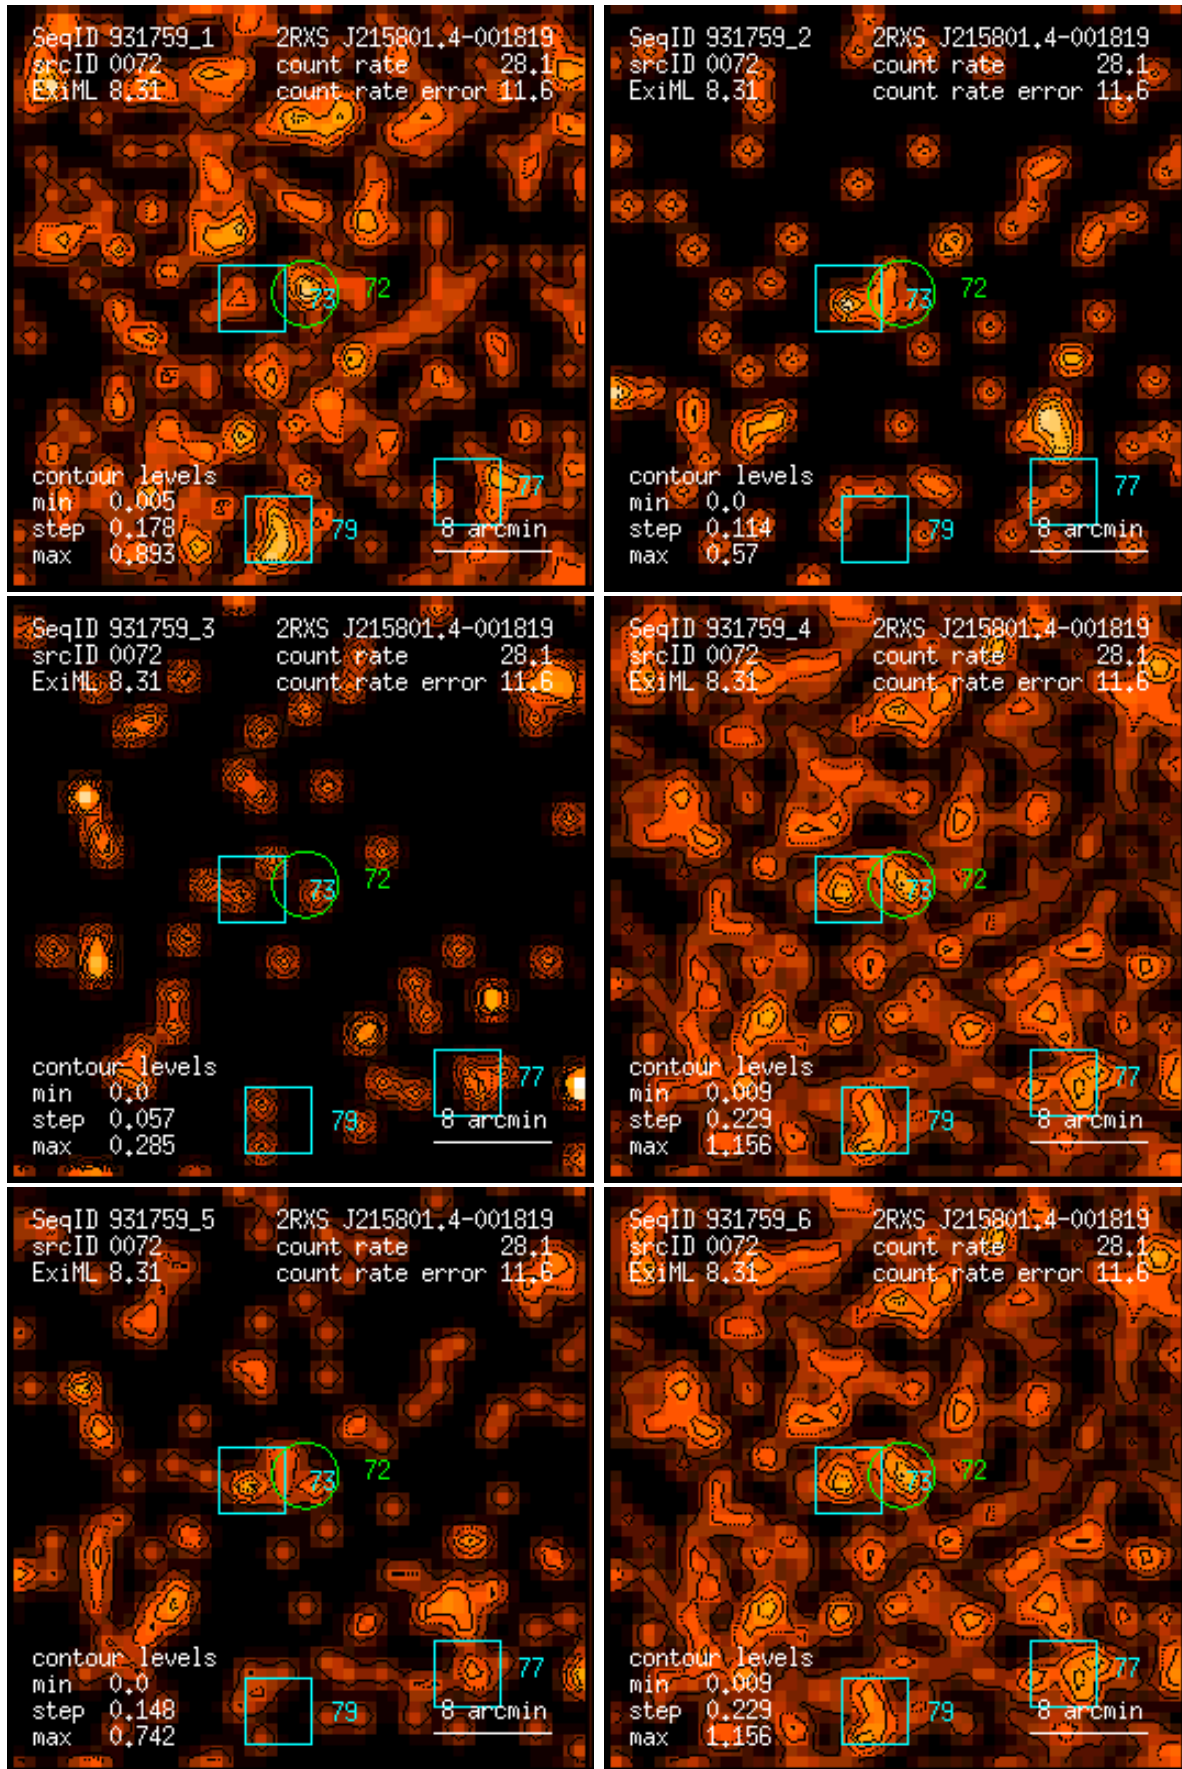 SeqID 931759_1 2RXS J215801.4-001819
srcID 0072 count rate 28.1
ExiML 8.31 count rate error 11.6
73 72
contour levels
min 0.005 77
step 0.178 79 8 arcmin
max 0.893
SeqID 931759_2 2RXS J215801.4-001819
srcID 0072 count rate 28.1
ExiML 8.31 count rate error 11.6
73 72
contour levels
min 0.0 77
step 0.114 79 8 arcmin
max 0.57
SeqID 931759_3 2RXS J215801.4-001819
srcID 0072 count rate 28.1
ExiML 8.31 count rate error 11.6
73 72
contour levels
min 0.0 77
step 0.057 79 8 arcmin
max 0.285
SeqID 931759_4 2RXS J215801.4-001819
srcID 0072 count rate 28.1
ExiML 8.31 count rate error 11.6
73 72
contour levels
min 0.009 77
step 0.229 79 8 arcmin
max 1.156
SeqID 931759_5 2RXS J215801.4-001819
srcID 0072 count rate 28.1
ExiML 8.31 count rate error 11.6
73 72
contour levels
min 0.0 77
step 0.148 79 8 arcmin
max 0.742
SeqID 931759_6 2RXS J215801.4-001819
srcID 0072 count rate 28.1
ExiML 8.31 count rate error 11.6
73 72
contour levels
min 0.009 77
step 0.229 79 8 arcmin
max 1.156